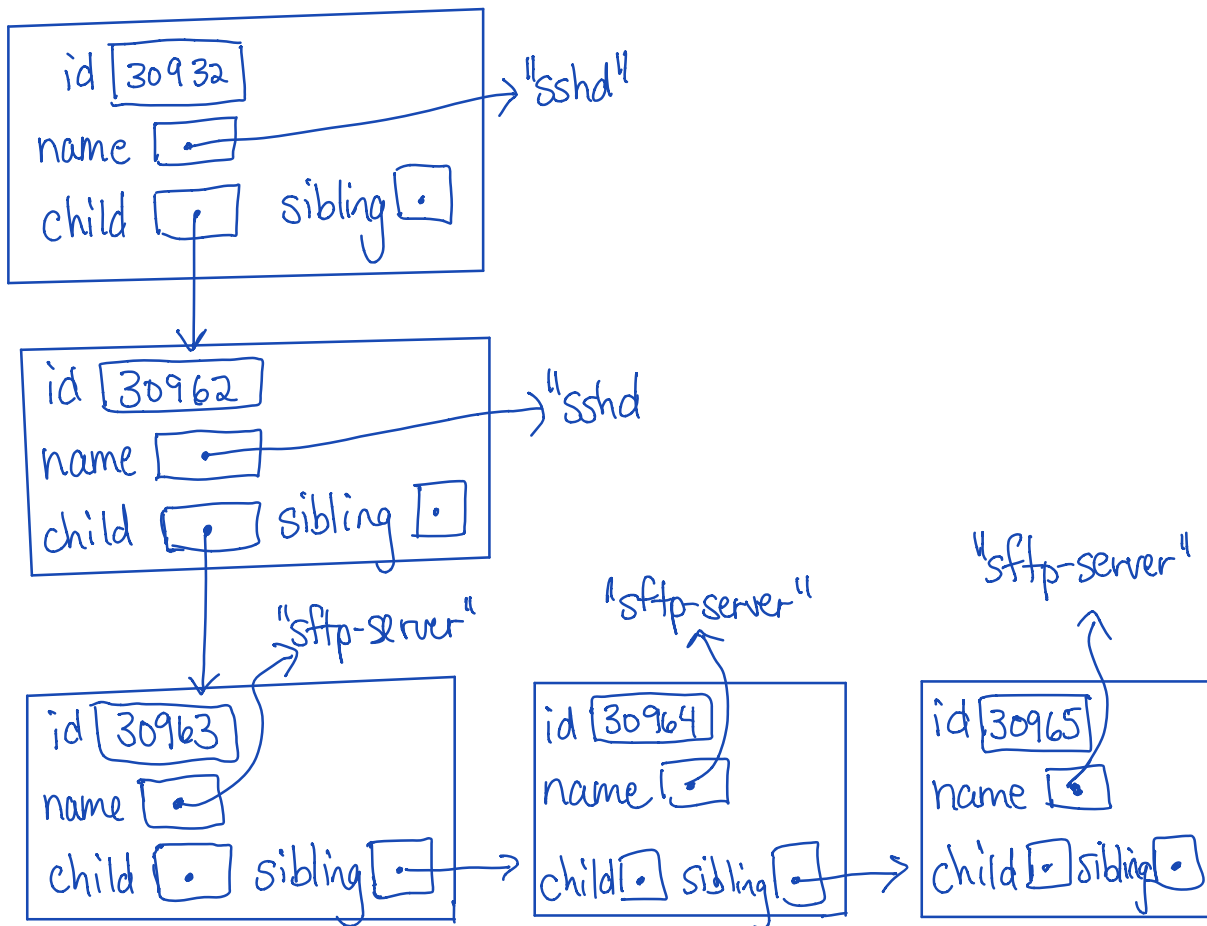 id 30932
"sshd"
name
child sibling
id 30962
"sshd
name
child sibling
"sftp-server"
"sftp-server"
"sftp-server"
id 30963
name
child sibling
id 30964
name
child sibling
id 30965
name
child sibling